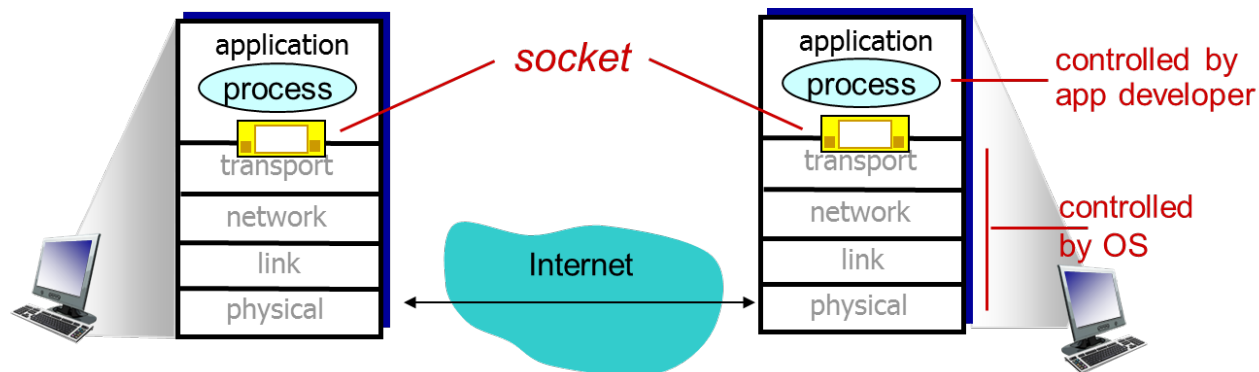 application
process
transport
network
link
physical
socket
Internet
application
process
transport
network
link
physical
controlled by
app developer
controlled
by OS